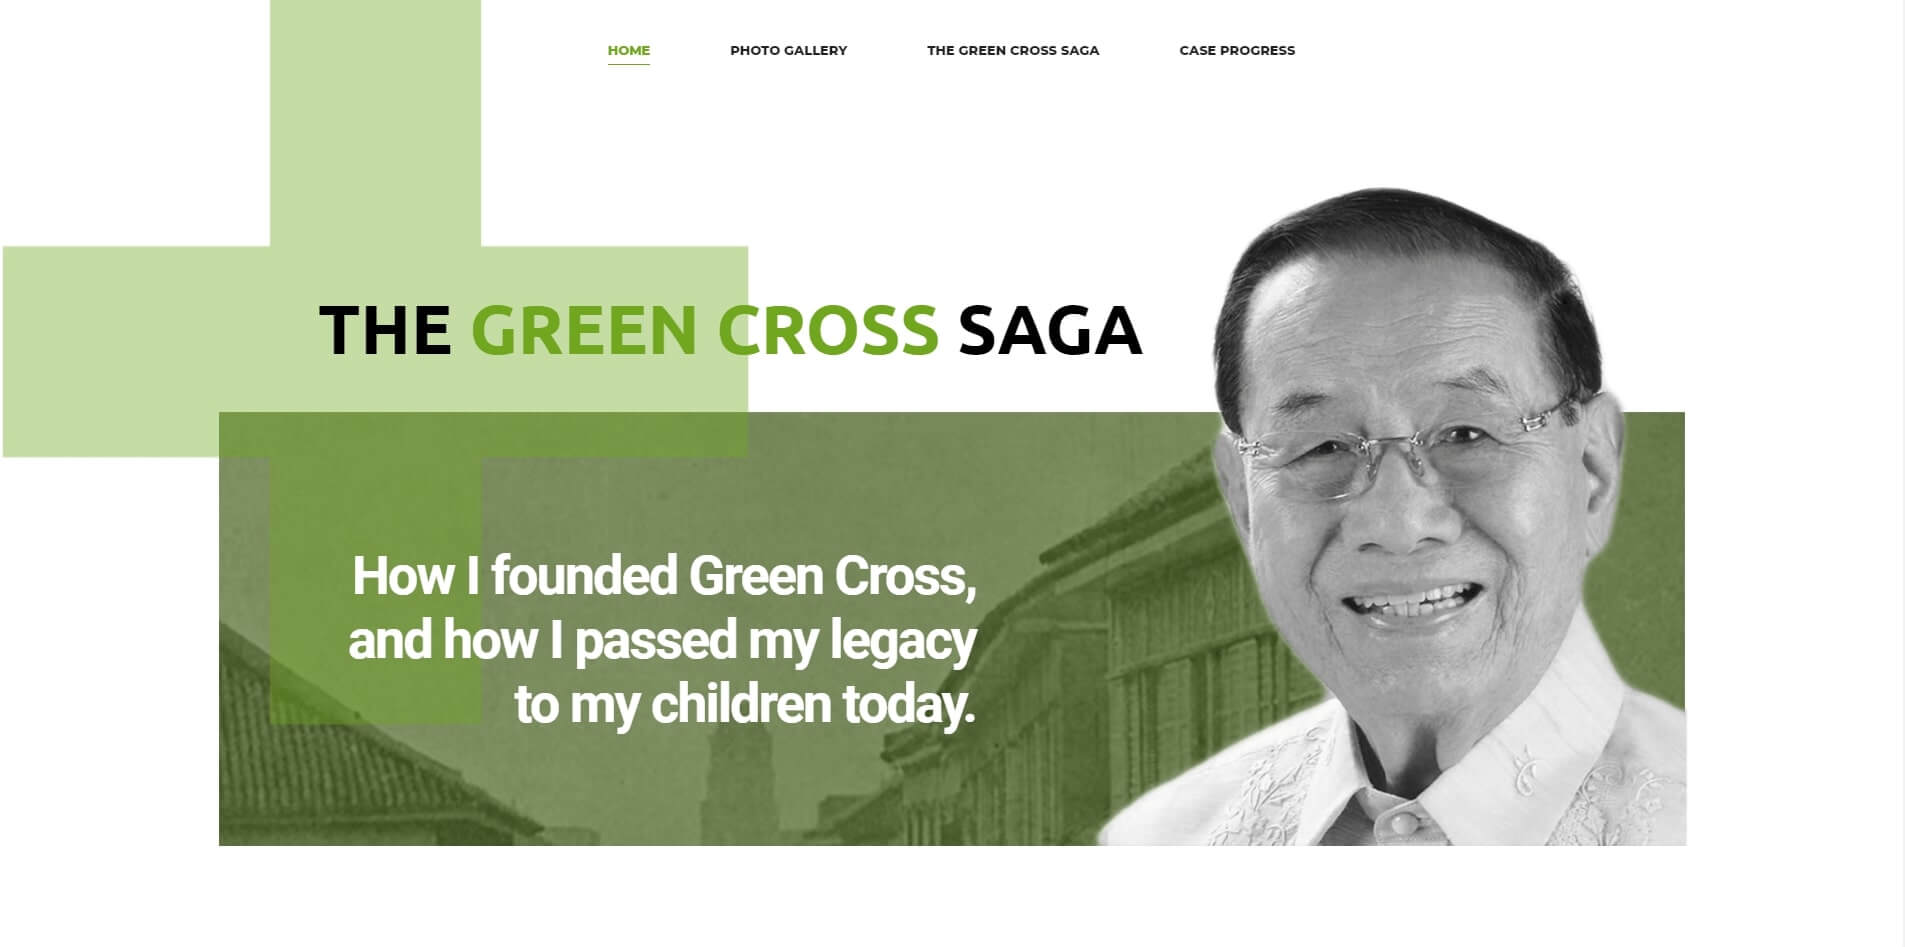 HOME PHOTO GALLERY THE GREEN CROSS SAGA CASE PROGRESS
THE GREEN CROSS SAGA
How I founded Green Cross,
and how I passed my legacy
to my children today.